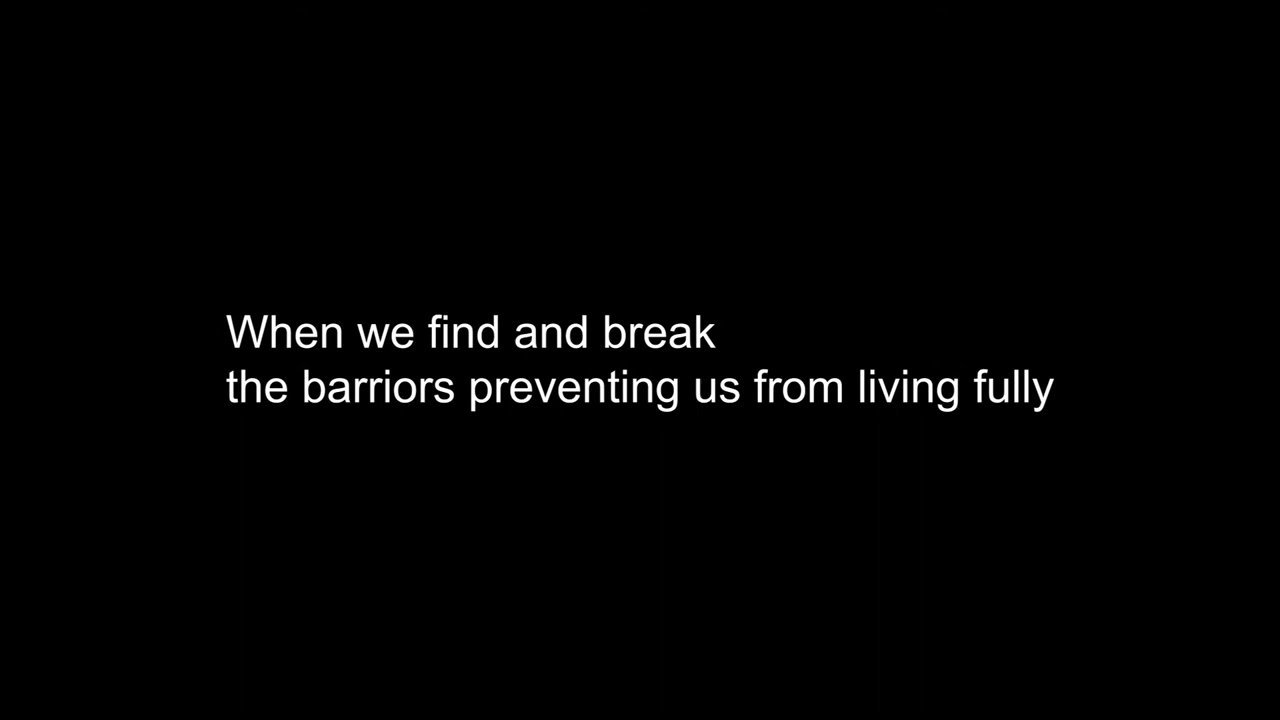 When we find and break
the barriors preventing us from living fully